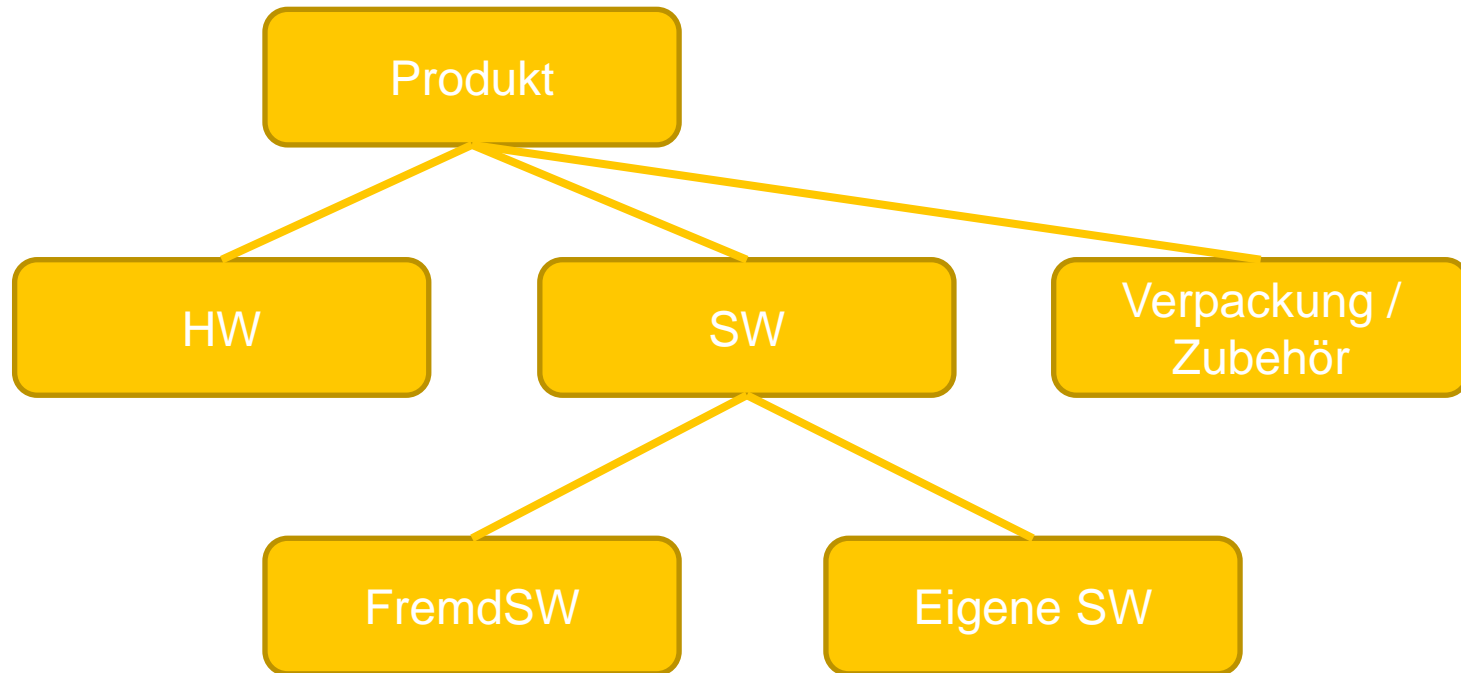 Produkt
HW
SW
Verpackung /
Zubehör
FremdSW
Eigene SW